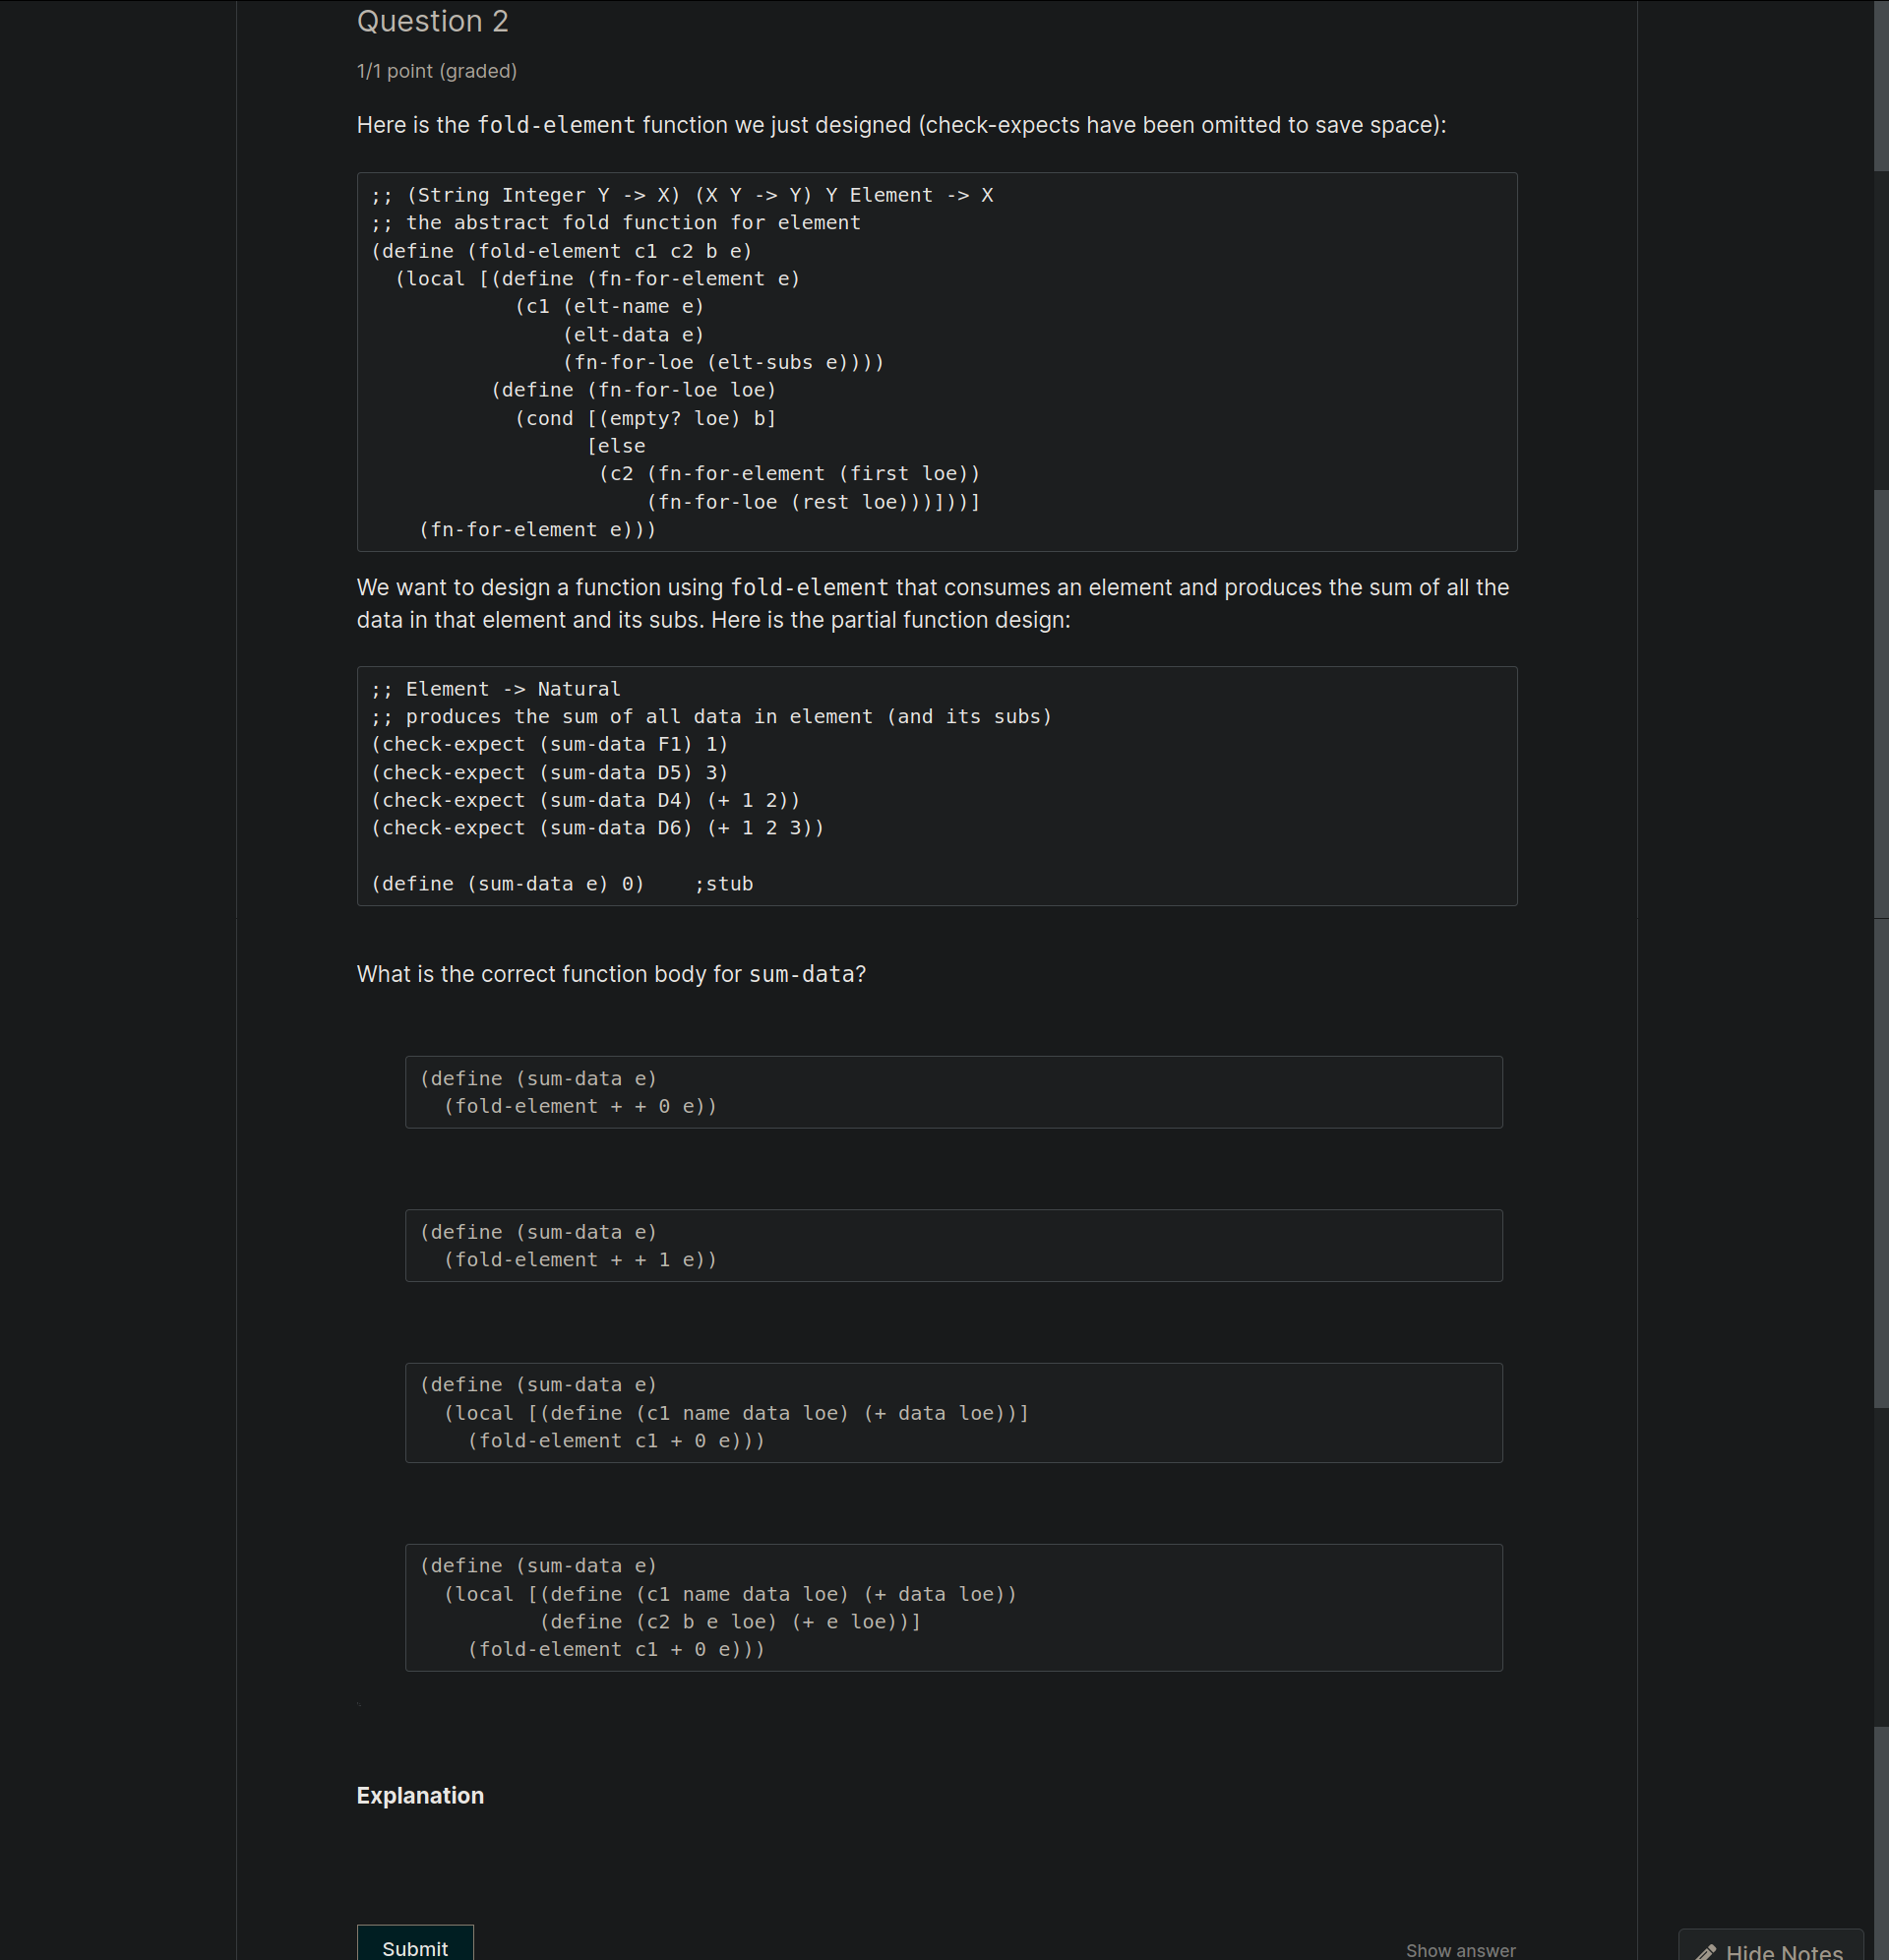 Question 2
1/1 point (graded)
Here is the fold-element function we just designed (check-expects have been omitted to save space):
;; (String Integer Y -> X) (X Y -> Y) Y Element -> X
;; the abstract fold function for element
(define (fold-element c1 c2 b e)
  (local [(define (fn-for-element e)
            (c1 (elt-name e)
                (elt-data e)
                (fn-for-loe (elt-subs e))))
          (define (fn-for-loe loe)
            (cond [(empty? loe) b]
                  [else
                   (c2 (fn-for-element (first loe))
                       (fn-for-loe (rest loe)))]))]
    (fn-for-element e)))
We want to design a function using fold-element that consumes an element and produces the sum of all the
data in that element and its subs. Here is the partial function design:
;; Element -> Natural
;; produces the sum of all data in element (and its subs)
(check-expect (sum-data F1) 1)
(check-expect (sum-data D5) 3)
(check-expect (sum-data D4) (+ 1 2))
(check-expect (sum-data D6) (+ 1 2 3))
(define (sum-data e) 0)    ;stub
What is the correct function body for sum-data?
(define (sum-data e)
  (fold-element + + 0 e))
(define (sum-data e)
  (fold-element + + 1 e))
(define (sum-data e)
  (local [(define (c1 name data loe) (+ data loe))]
    (fold-element c1 + 0 e)))
(define (sum-data e)
  (local [(define (c1 name data loe) (+ data loe))
          (define (c2 b e loe) (+ e loe))]
    (fold-element c1 + 0 e)))
Explanation
Submit
Show answer
Hide Notes